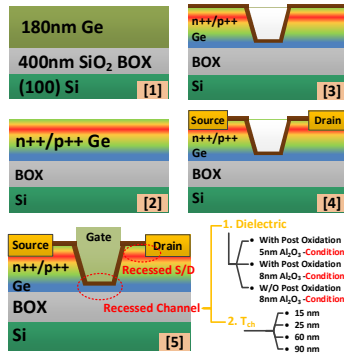 180nm Ge
400nm SiO₂ BOX
(100) Si
[1]
n++/p++ Ge
BOX
Si
[2]
n++/p++
Ge
BOX
Si
[3]
Source
Drain
n++/p++
Ge
BOX
Si
[4]
Source
Gate
Drain
n++/p++
Ge
BOX
Si
[5]
Recessed S/D
Recessed Channel
1. Dielectric
• With Post Oxidation
5nm Al₂O₃ -Condition
• With Post Oxidation
8nm Al₂O₃ -Condition
• W/O Post Oxidation
8nm Al₂O₃ -Condition
2. Tch
• 15 nm
• 25 nm
• 60 nm
• 90 nm